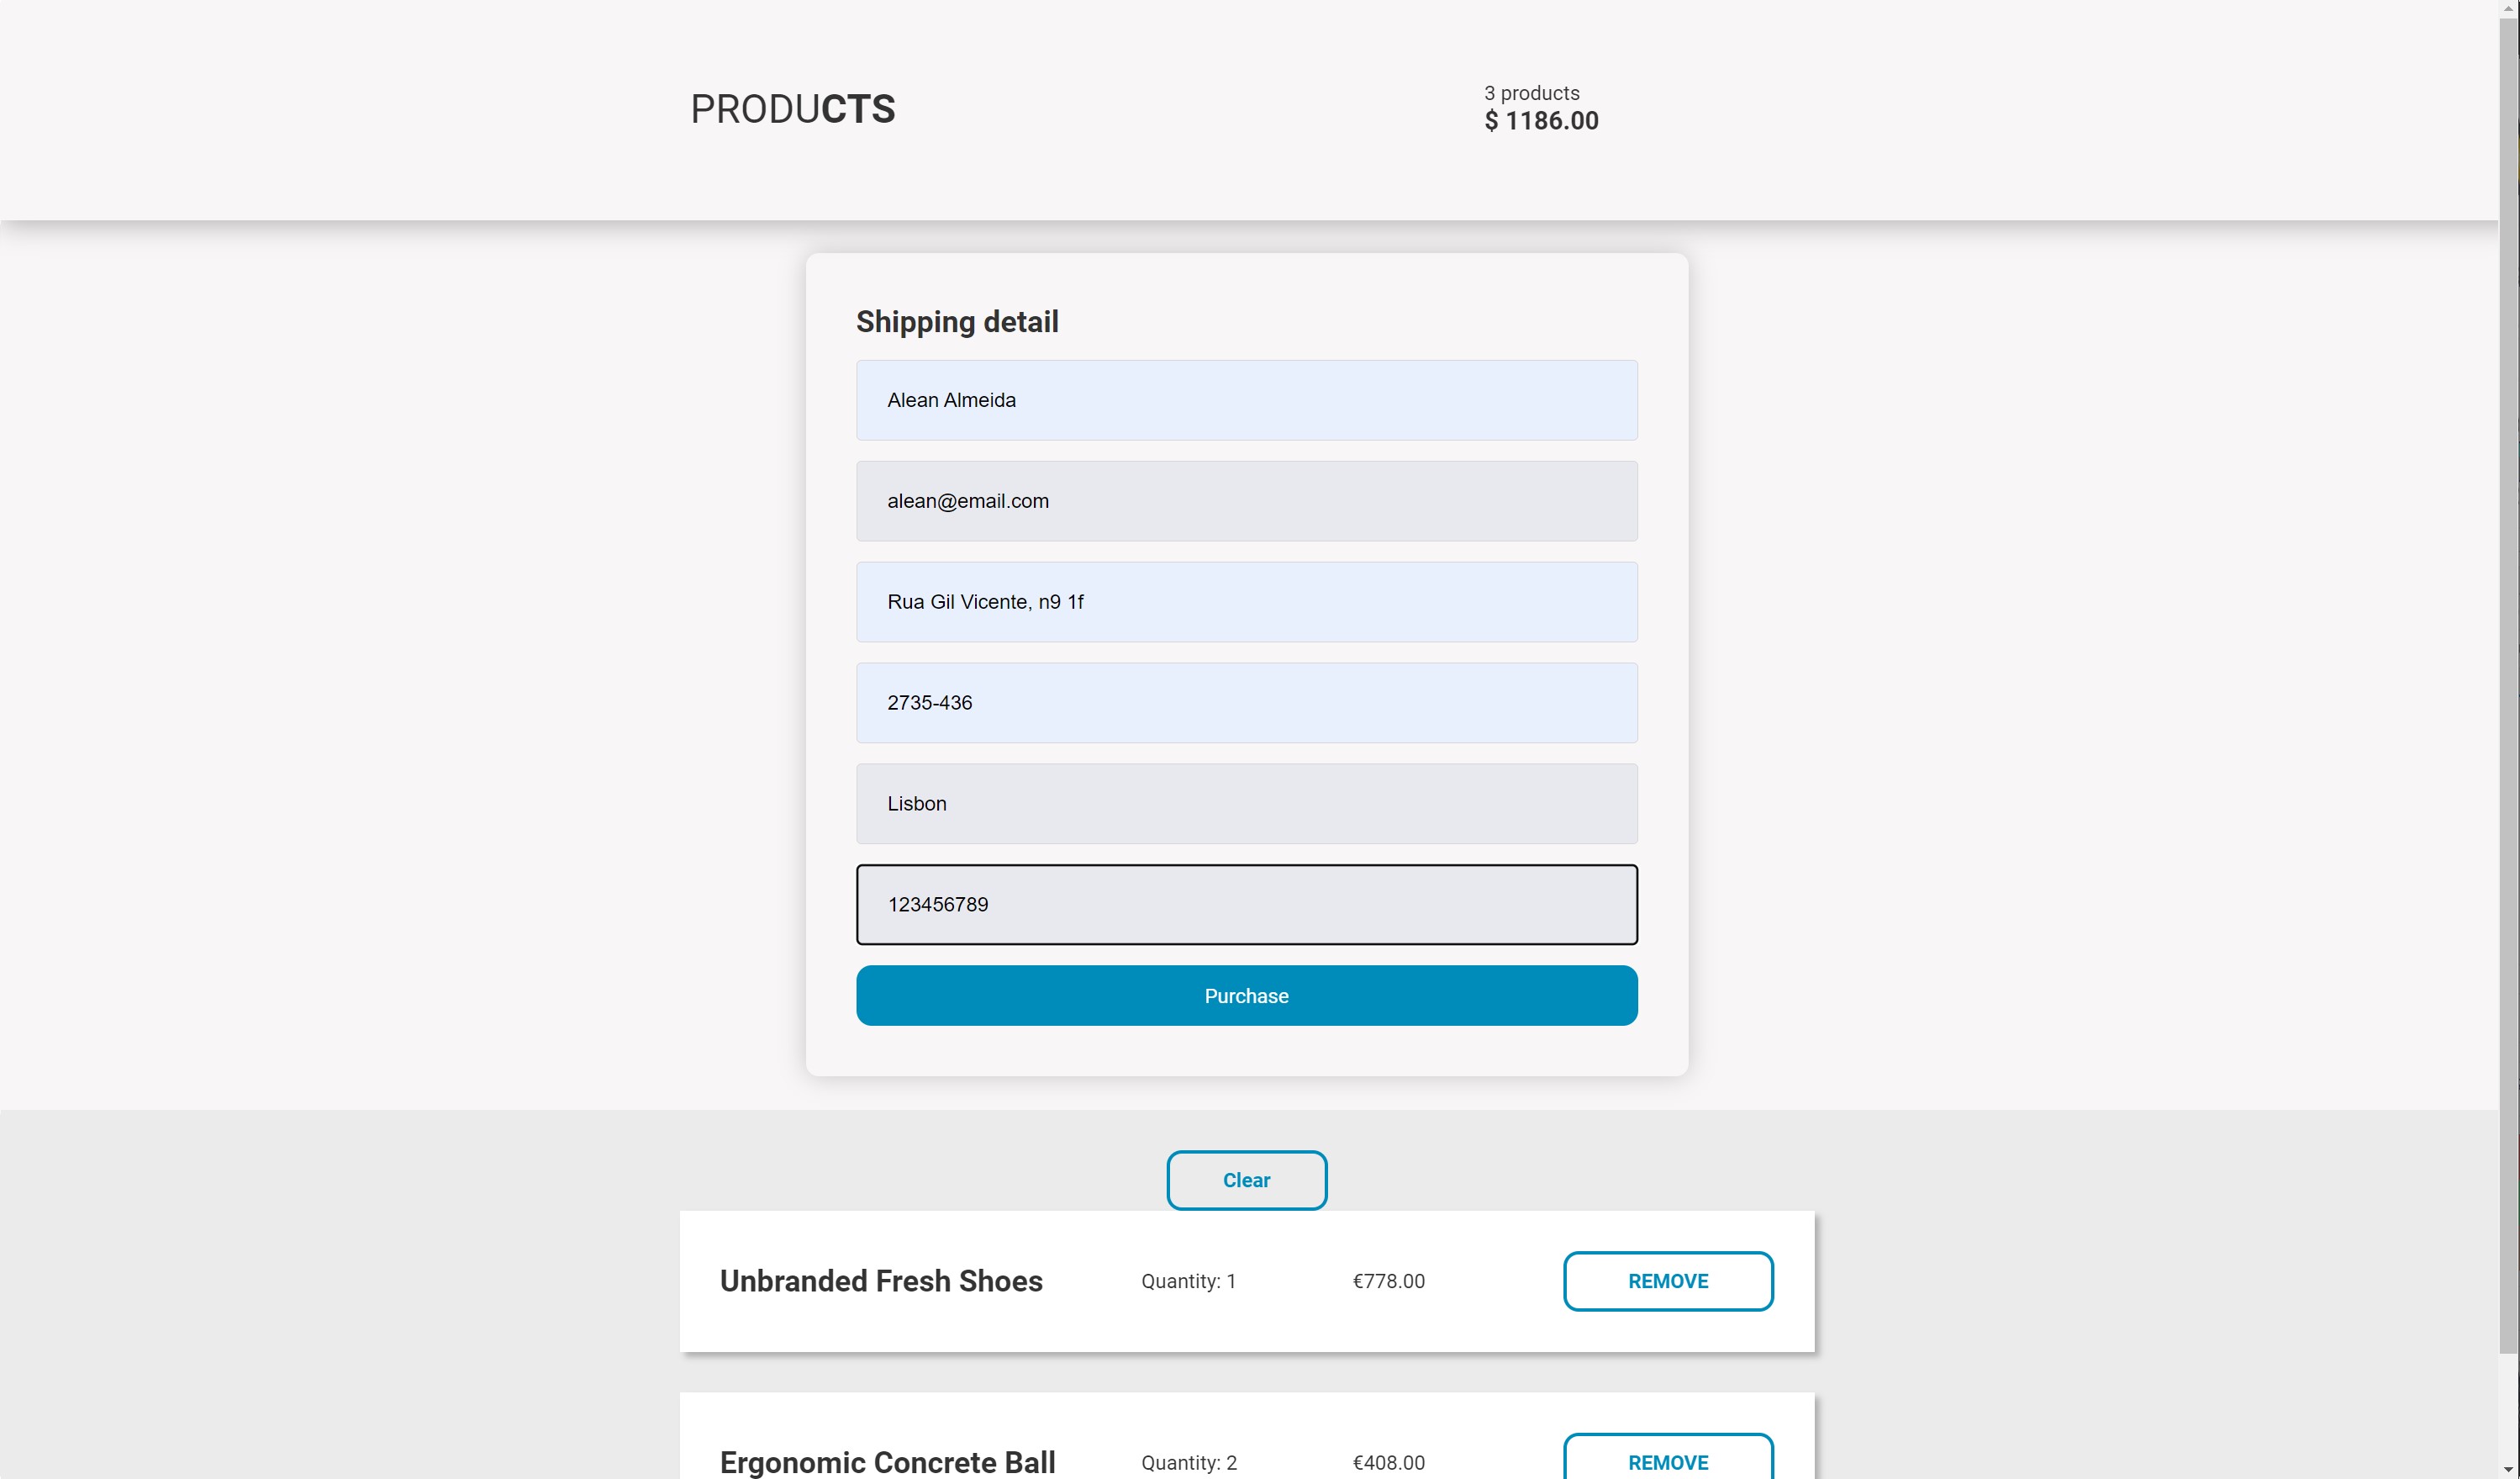 PRODUCTS
3 products
$ 1186.00
Shipping detail
Alean Almeida
alean@email.com
Rua Gil Vicente, n9 1f
2735-436
Lisbon
123456789
Purchase
Clear
Unbranded Fresh Shoes Quantity: 1 €778.00 REMOVE
Ergonomic Concrete Ball Quantity: 2 €408.00 REMOVE